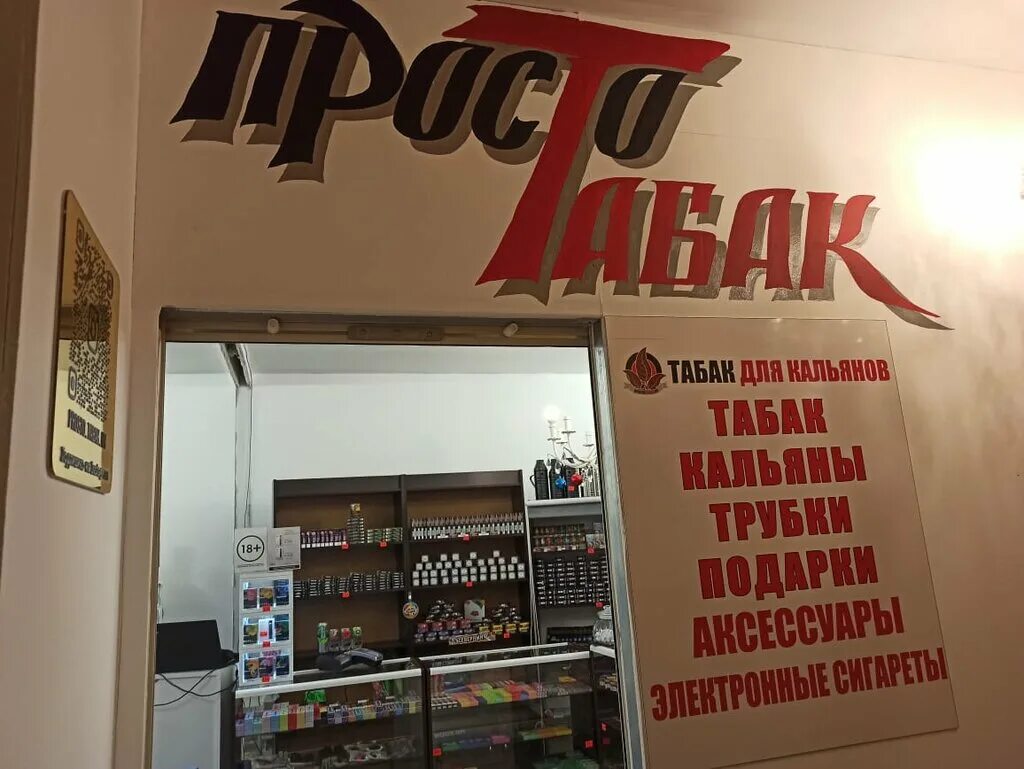 ПРОСТО
ТАБАК
ТАБАК ДЛЯ КАЛЬЯНОВ
ТАБАК
КАЛЬЯНЫ
ТРУБКИ
ПОДАРКИ
АКСЕССУАРЫ
ЭЛЕКТРОННЫЕ СИГАРЕТЫ
18+